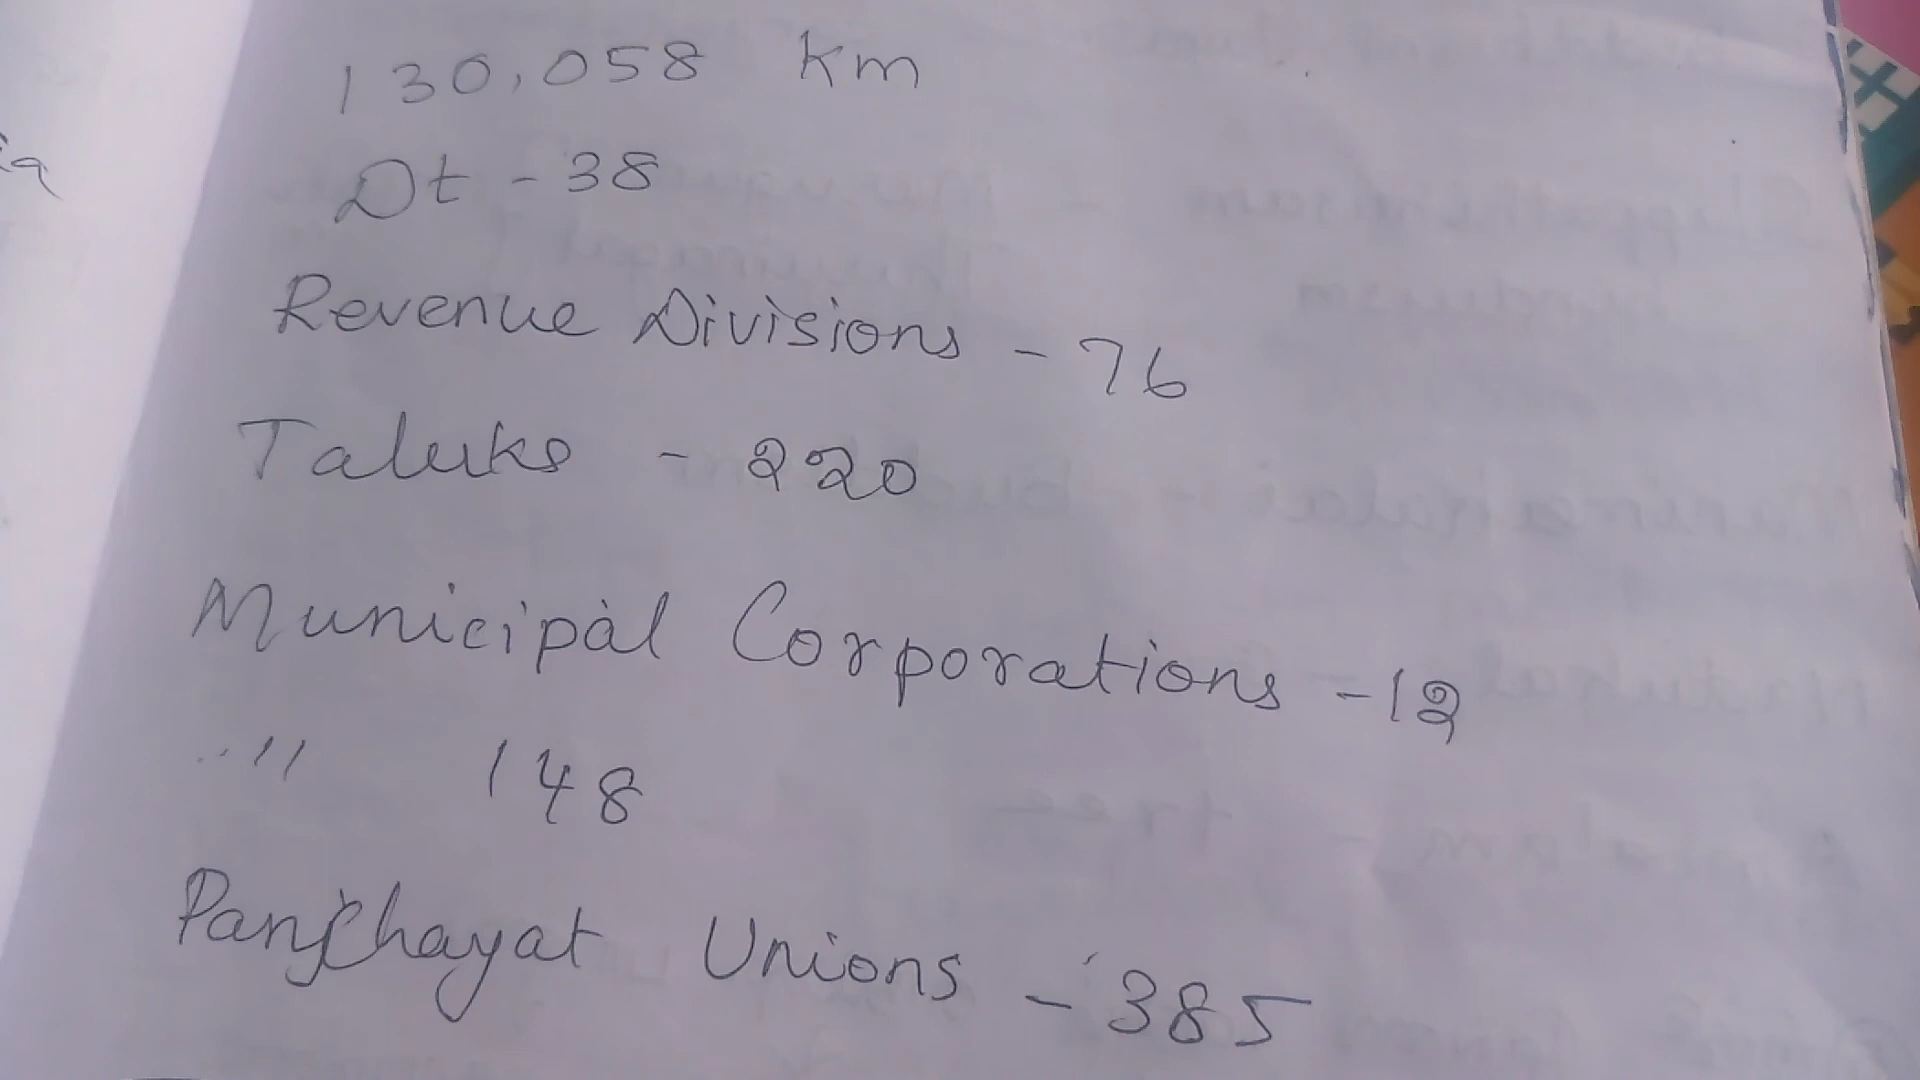 130,058 km
Dt - 38
Revenue Divisions - 76
Taluks - 220
Municipal Corporations - 12
" 148
Panchayat Unions - 385